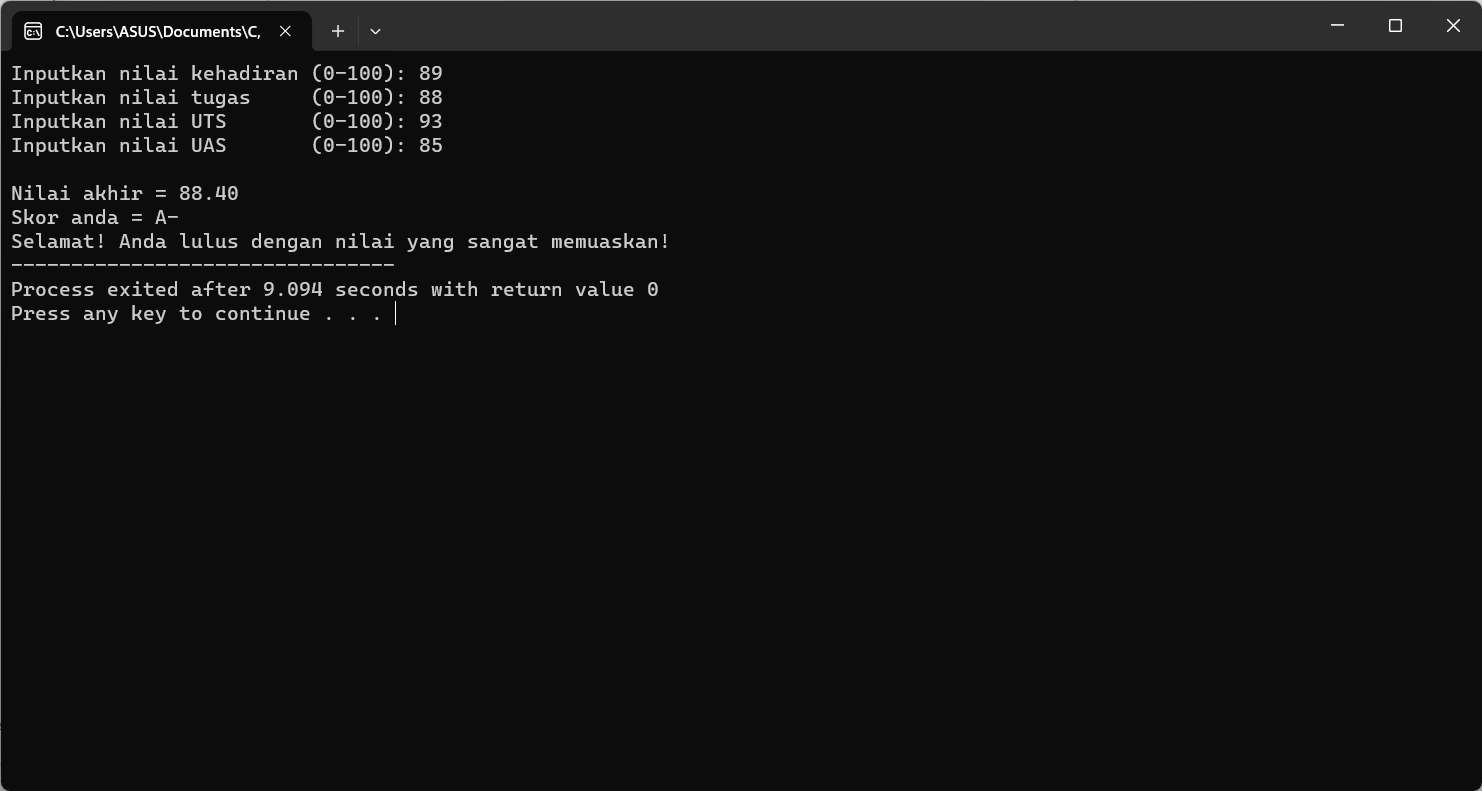 C:\Users\ASUS\Documents\C,
Inputkan nilai kehadiran (0-100): 89
Inputkan nilai tugas     (0-100): 88
Inputkan nilai UTS       (0-100): 93
Inputkan nilai UAS       (0-100): 85
Nilai akhir = 88.40
Skor anda = A-
Selamat! Anda lulus dengan nilai yang sangat memuaskan!
--------------------------------
Process exited after 9.094 seconds with return value 0
Press any key to continue . . .